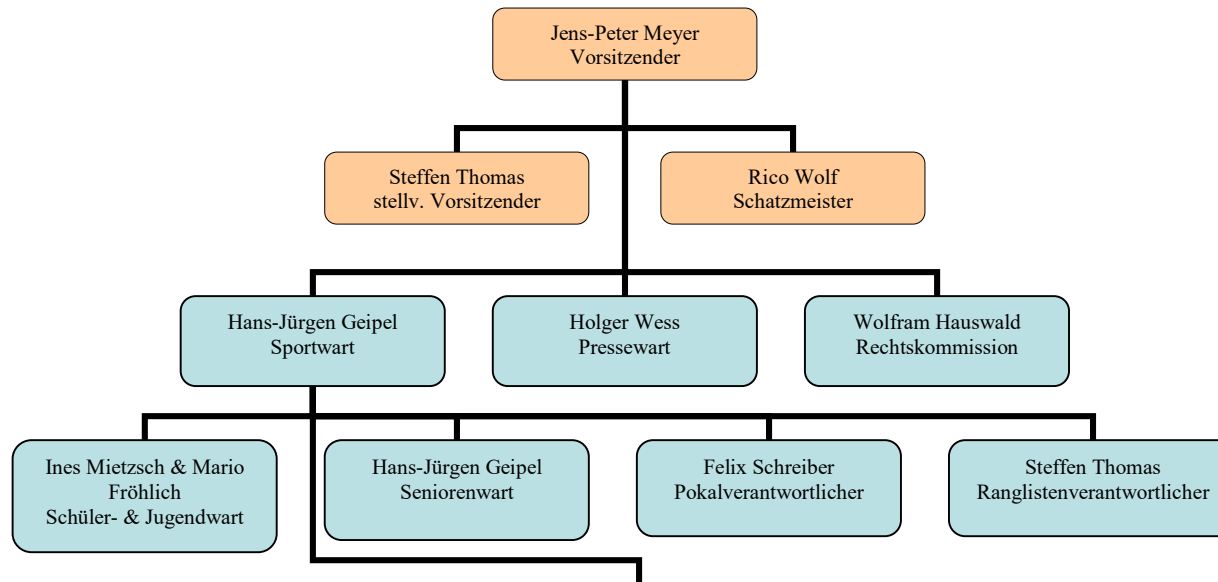 Jens-Peter Meyer
Vorsitzender
Steffen Thomas
stellv. Vorsitzender
Rico Wolf
Schatzmeister
Hans-Jürgen Geipel
Sportwart
Holger Wess
Pressewart
Wolfram Hauswald
Rechtskommission
Ines Mietzsch & Mario
Fröhlich
Schüler- & Jugendwart
Hans-Jürgen Geipel
Seniorenwart
Felix Schreiber
Pokalverantwortlicher
Steffen Thomas
Ranglistenverantwortlicher